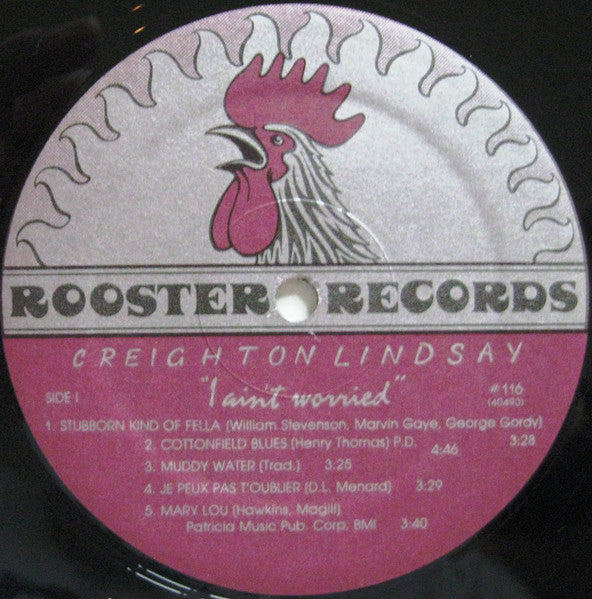 ROOSTER RECORDS
CREIGHTON LINDSAY
"I ain't worried"
SIDE I
#116
(40493)
1. STUBBORN KIND OF FELLA (William Stevenson, Marvin Gaye, George Gordy) 3:28
2. COTTONFIELD BLUES (Henry Thomas) P.D. 4:46
3. MUDDY WATER (Trad.) 3:25
4. JE PEUX PAS T'OUBLIER (D.L. Menard) 3:29
5. MARY LOU (Hawkins, Magill)
Patricia Music Pub. Corp, BMI 3:40